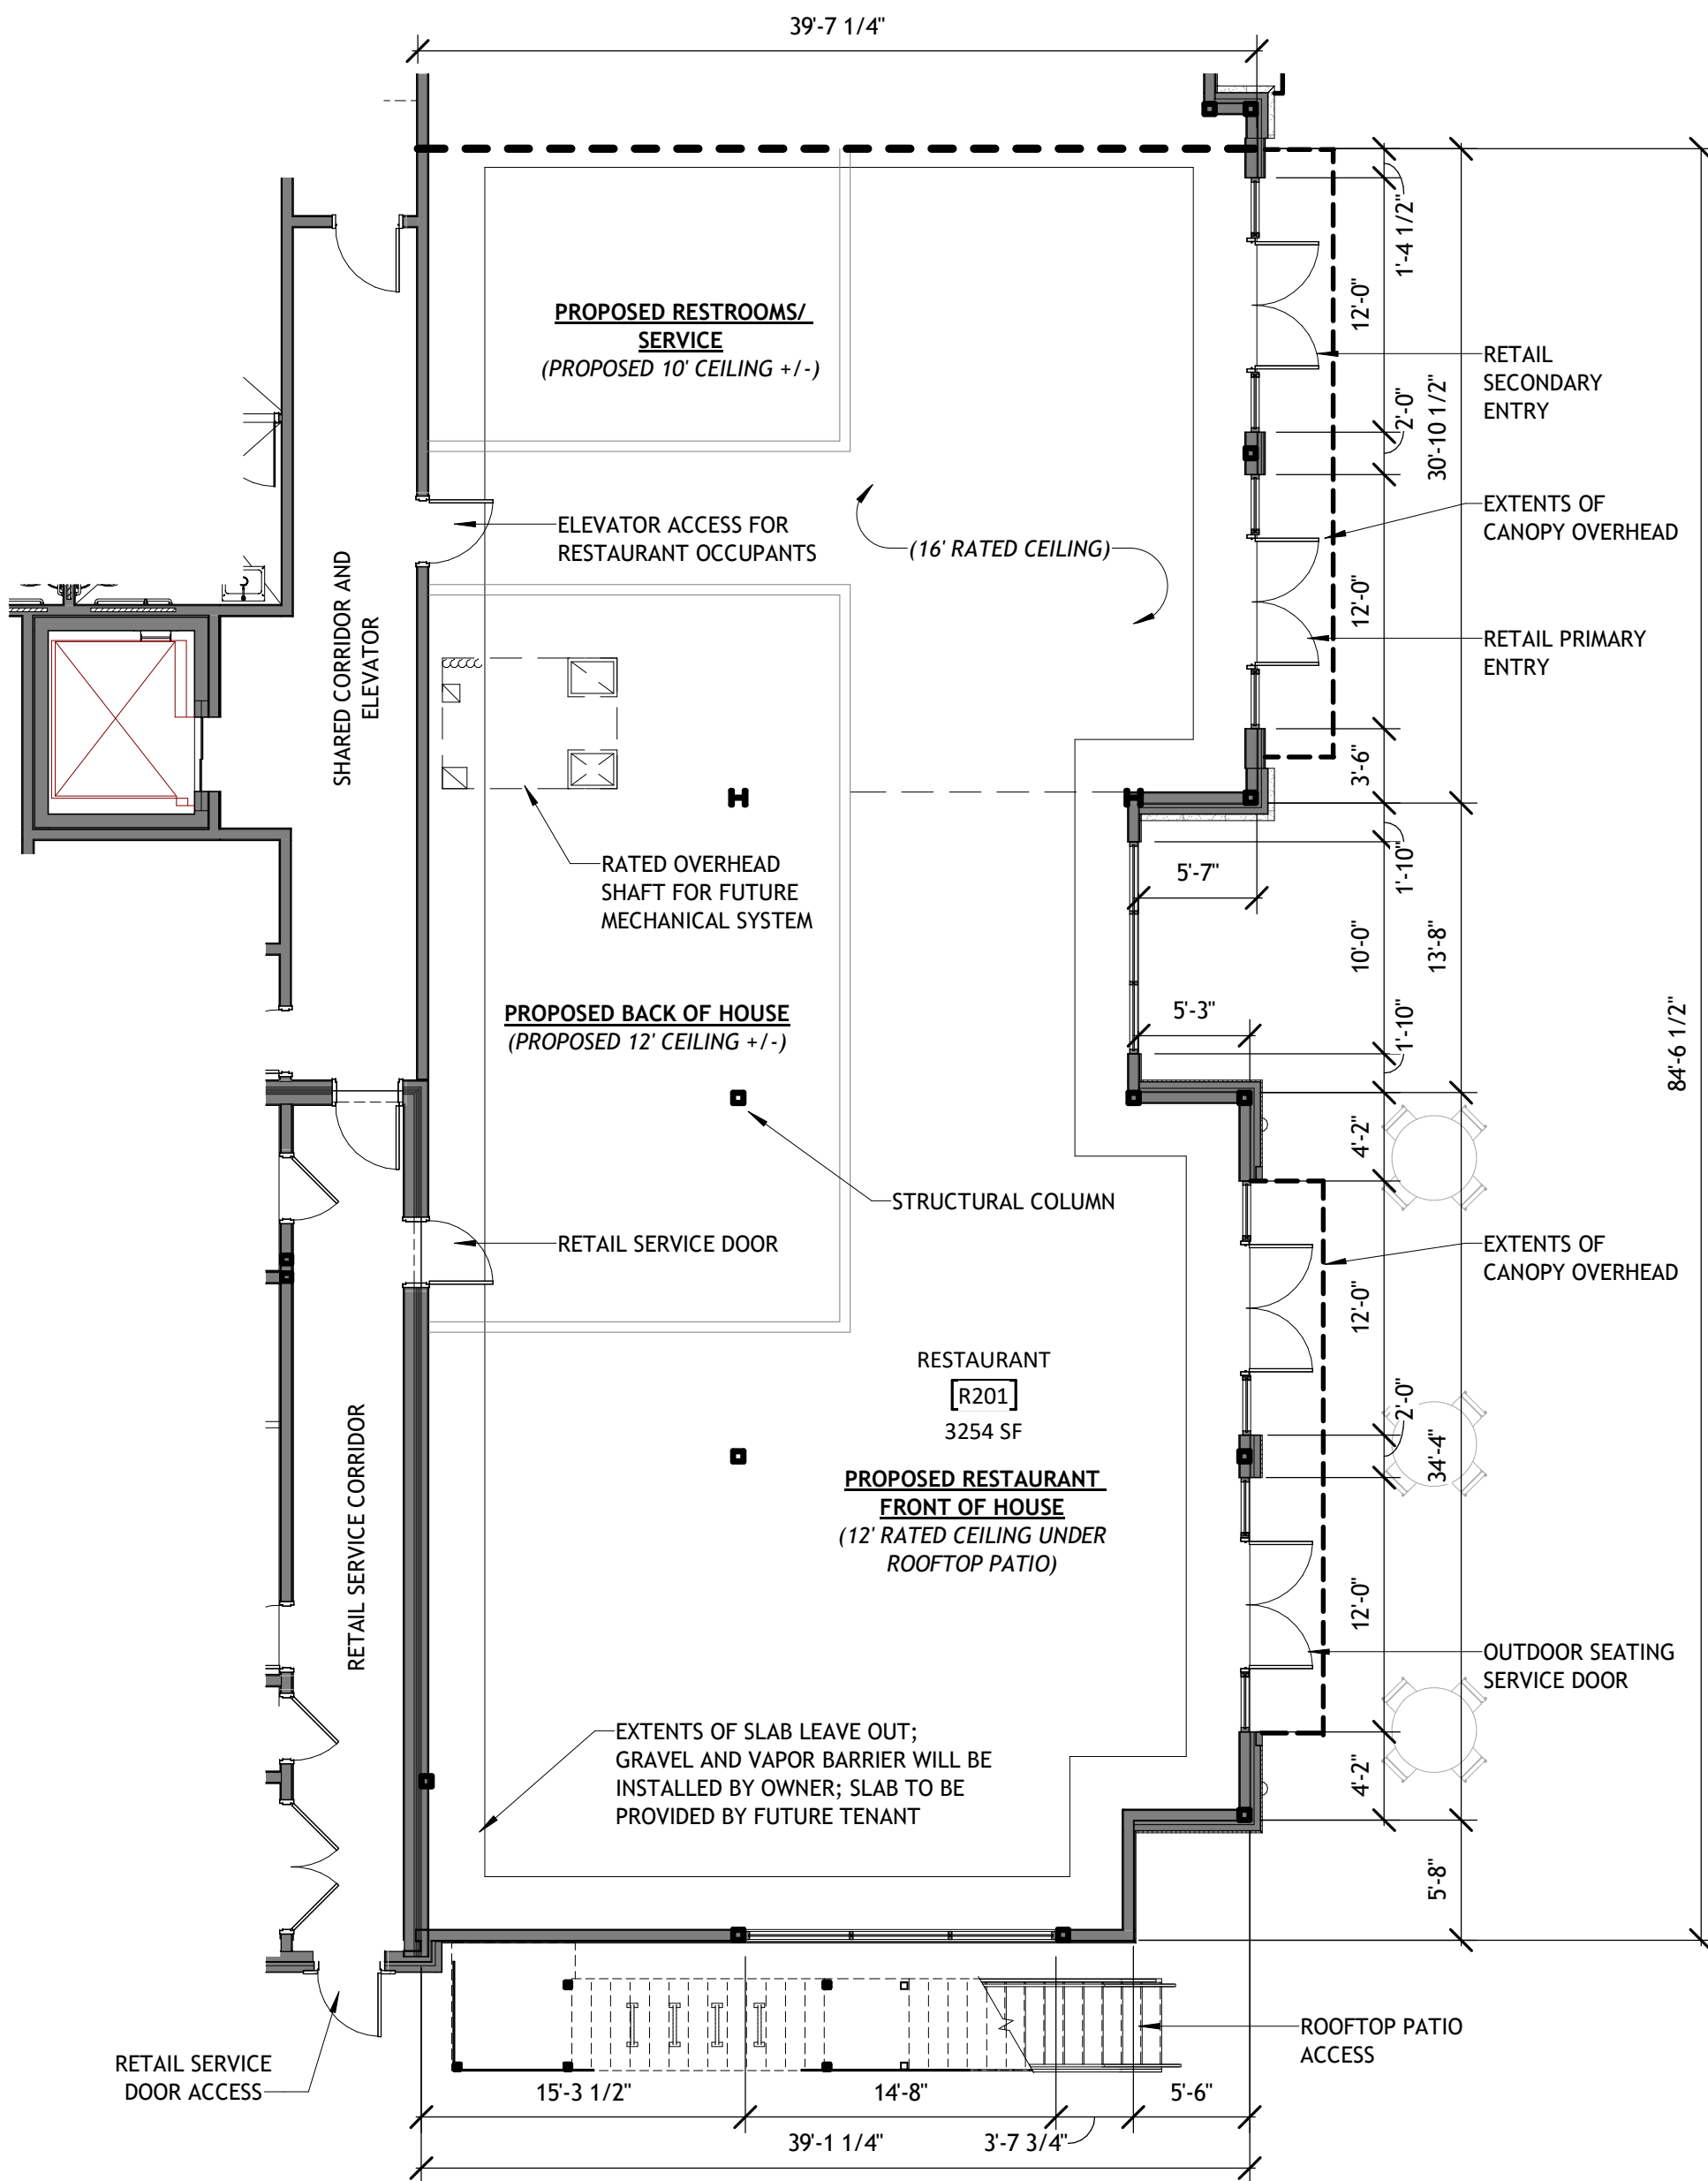 39'-7 1/4"
1'-4 1/2"
12'-0"
PROPOSED RESTROOMS/
SERVICE
(PROPOSED 10' CEILING +/-)
RETAIL
SECONDARY
ENTRY
2'-0"
30'-10 1/2"
ELEVATOR ACCESS FOR
RESTAURANT OCCUPANTS
(16' RATED CEILING)
EXTENTS OF
CANOPY OVERHEAD
SHARED CORRIDOR AND
ELEVATOR
12'-0"
RETAIL PRIMARY
ENTRY
3'-6"
RATED OVERHEAD
SHAFT FOR FUTURE
MECHANICAL SYSTEM
5'-7"
1'-10"
10'-0"
13'-8"
PROPOSED BACK OF HOUSE
(PROPOSED 12' CEILING +/-)
5'-3"
1'-10"
84'-6 1/2"
4'-2"
STRUCTURAL COLUMN
RETAIL SERVICE DOOR
EXTENTS OF
CANOPY OVERHEAD
12'-0"
RESTAURANT
R201
3254 SF
2'-0"
34'-4"
PROPOSED RESTAURANT
FRONT OF HOUSE
(12' RATED CEILING UNDER
ROOFTOP PATIO)
RETAIL SERVICE CORRIDOR
12'-0"
OUTDOOR SEATING
SERVICE DOOR
EXTENTS OF SLAB LEAVE OUT;
GRAVEL AND VAPOR BARRIER WILL BE
INSTALLED BY OWNER; SLAB TO BE
PROVIDED BY FUTURE TENANT
4'-2"
5'-8"
ROOFTOP PATIO
ACCESS
RETAIL SERVICE
DOOR ACCESS
15'-3 1/2"
14'-8"
5'-6"
39'-1 1/4"
3'-7 3/4"